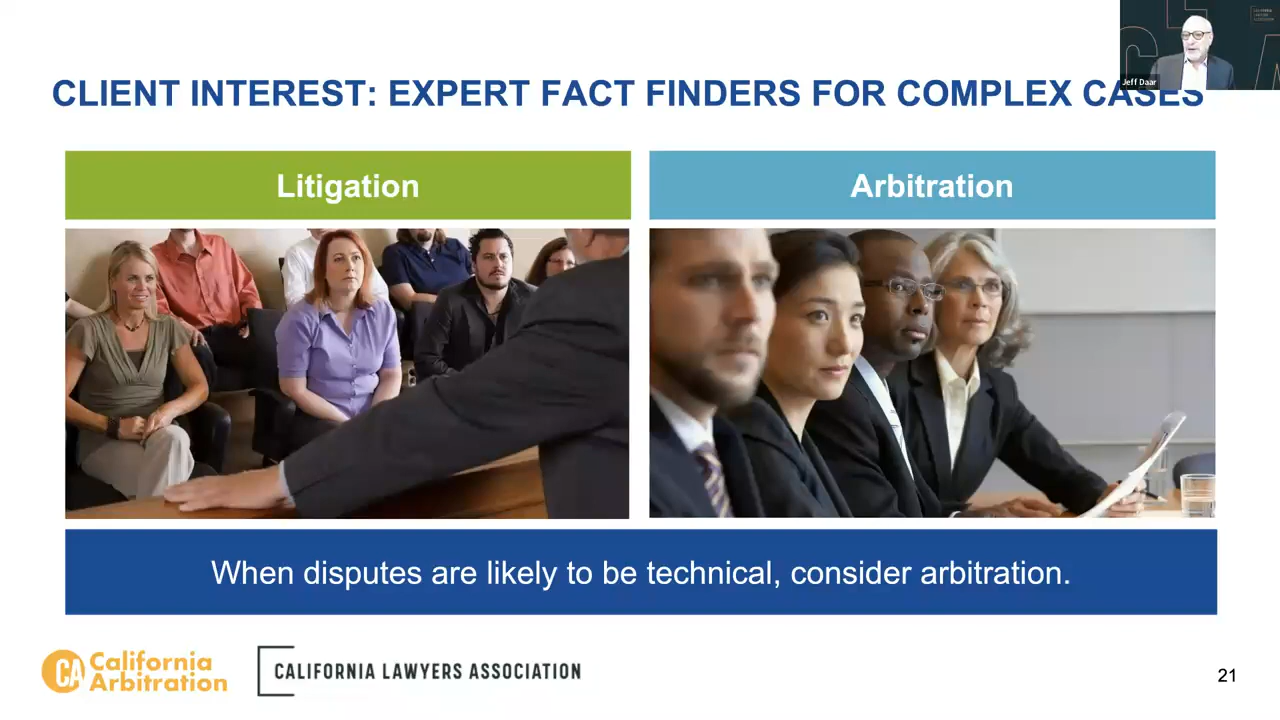 Jeff Daar
CLIENT INTEREST: EXPERT FACT FINDERS FOR COMPLEX CASES
Litigation
Arbitration
When disputes are likely to be technical, consider arbitration.
CA
California
Arbitration
CALIFORNIA LAWYERS ASSOCIATION
21